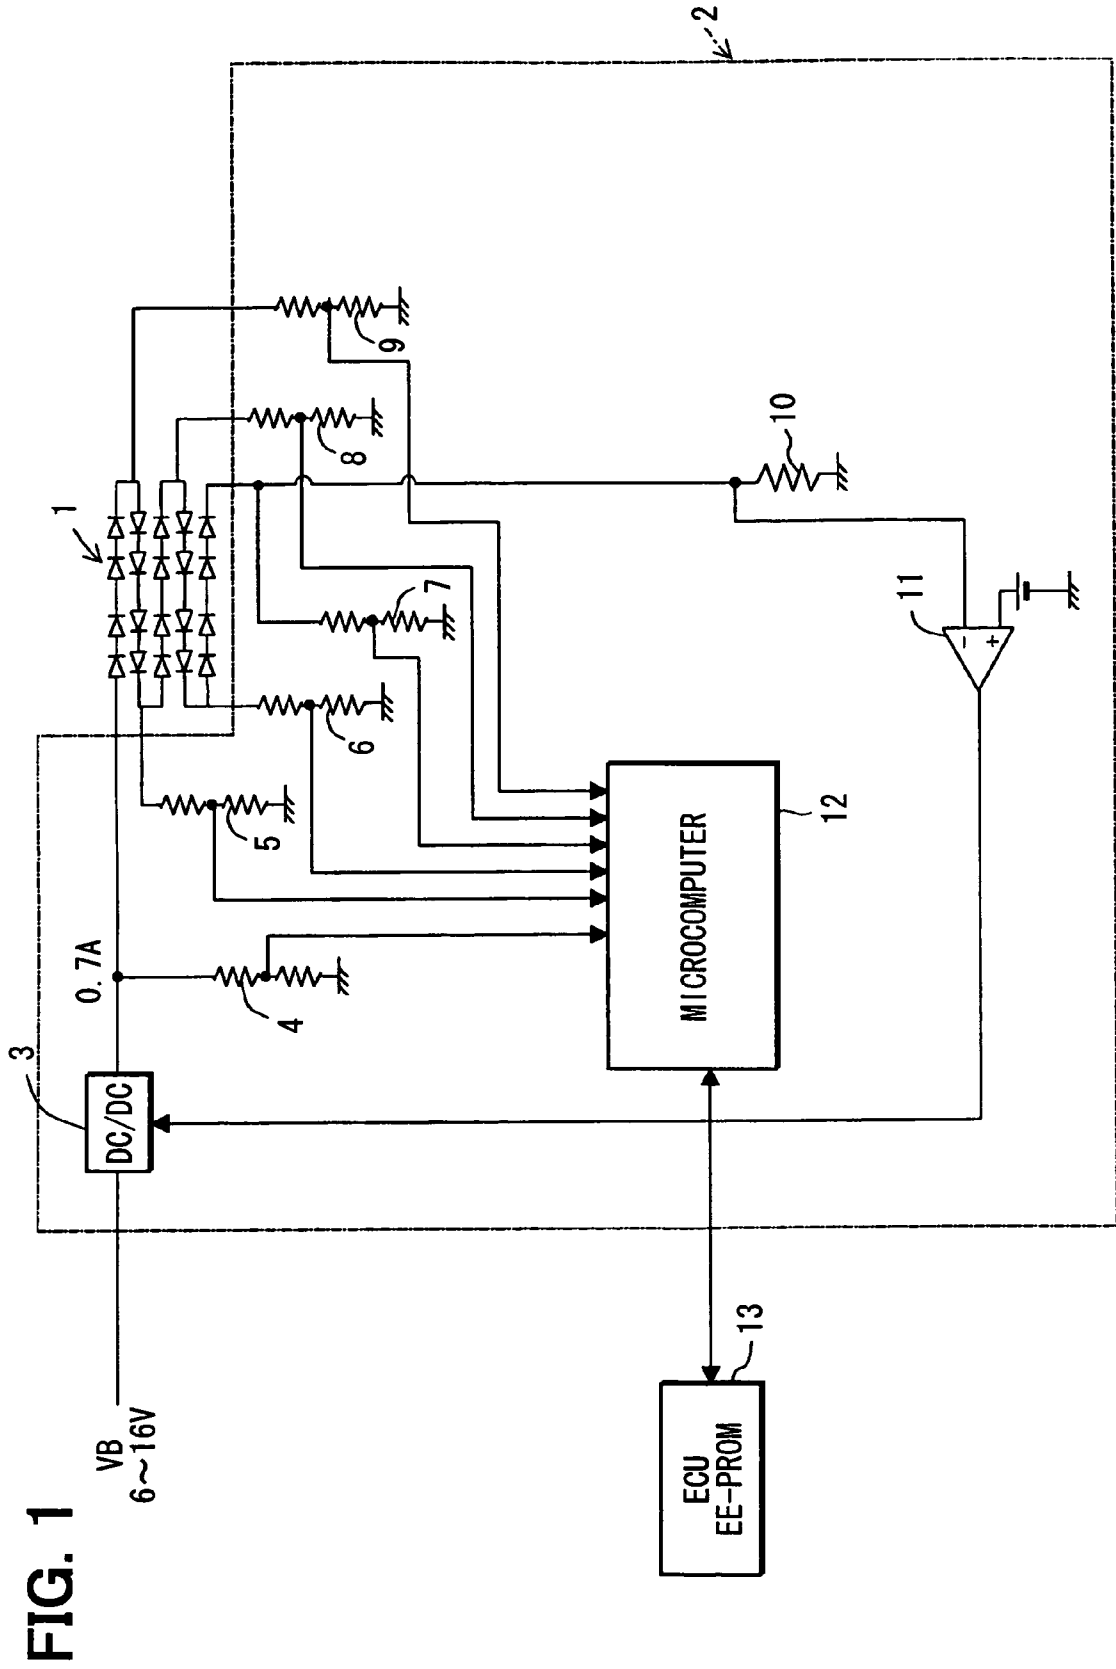 FIG. 1
VB
6~16V
3
DC/DC
0. 7A
1
2
4
5
6
7
8
9
10
11
-
+
MICROCOMPUTER
12
ECU
EE-PROM
13